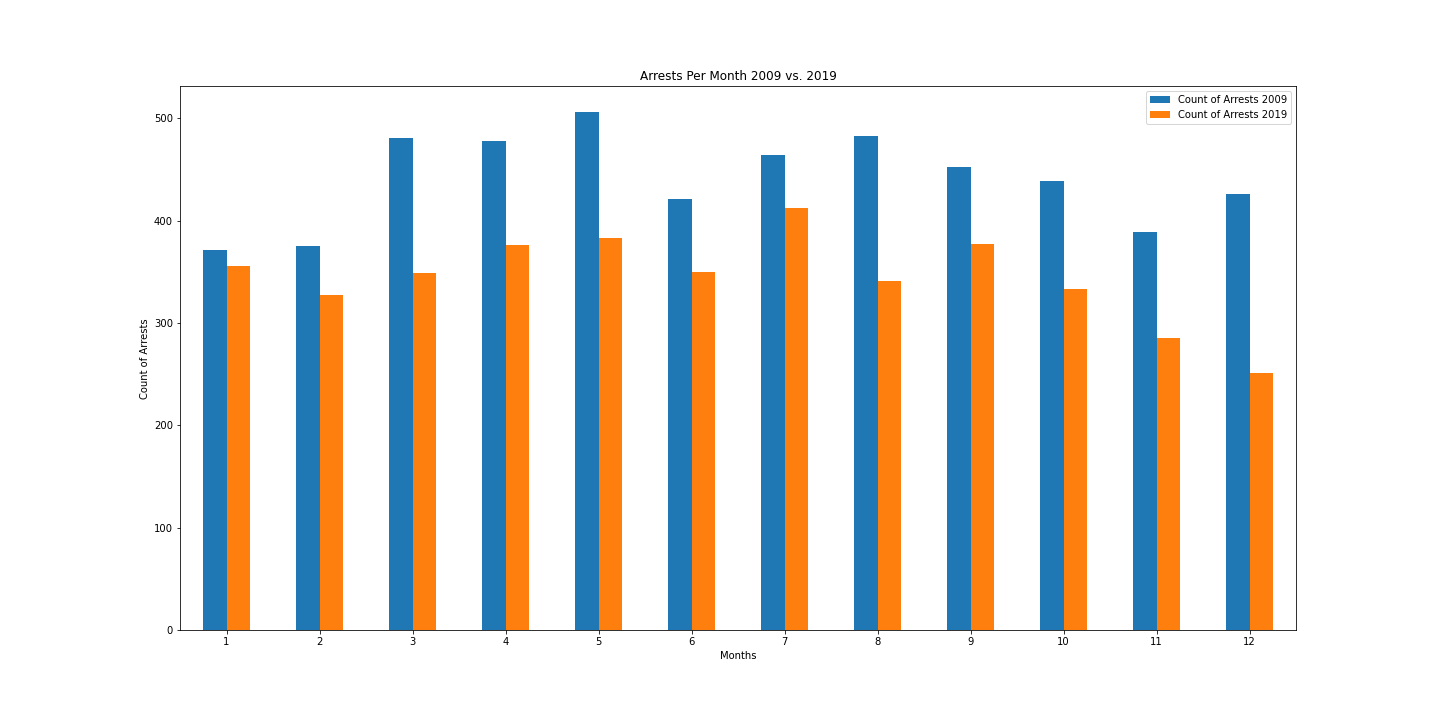 Arrests Per Month 2009 vs. 2019
Count of Arrests 2009
Count of Arrests 2019
500
400
300
200
100
0
Count of Arrests
1 2 3 4 5 6 7 8 9 10 11 12
Months